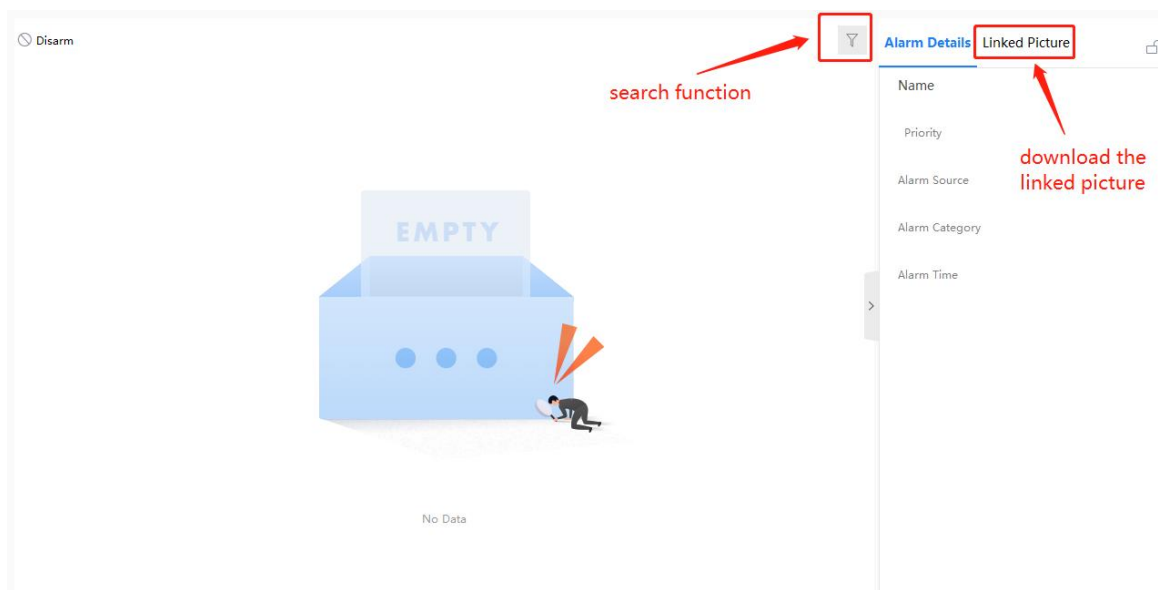 Disarm
Alarm Details
Linked Picture
search function
Name
Priority
download the
linked picture
Alarm Source
EMPTY
Alarm Category
Alarm Time
No Data